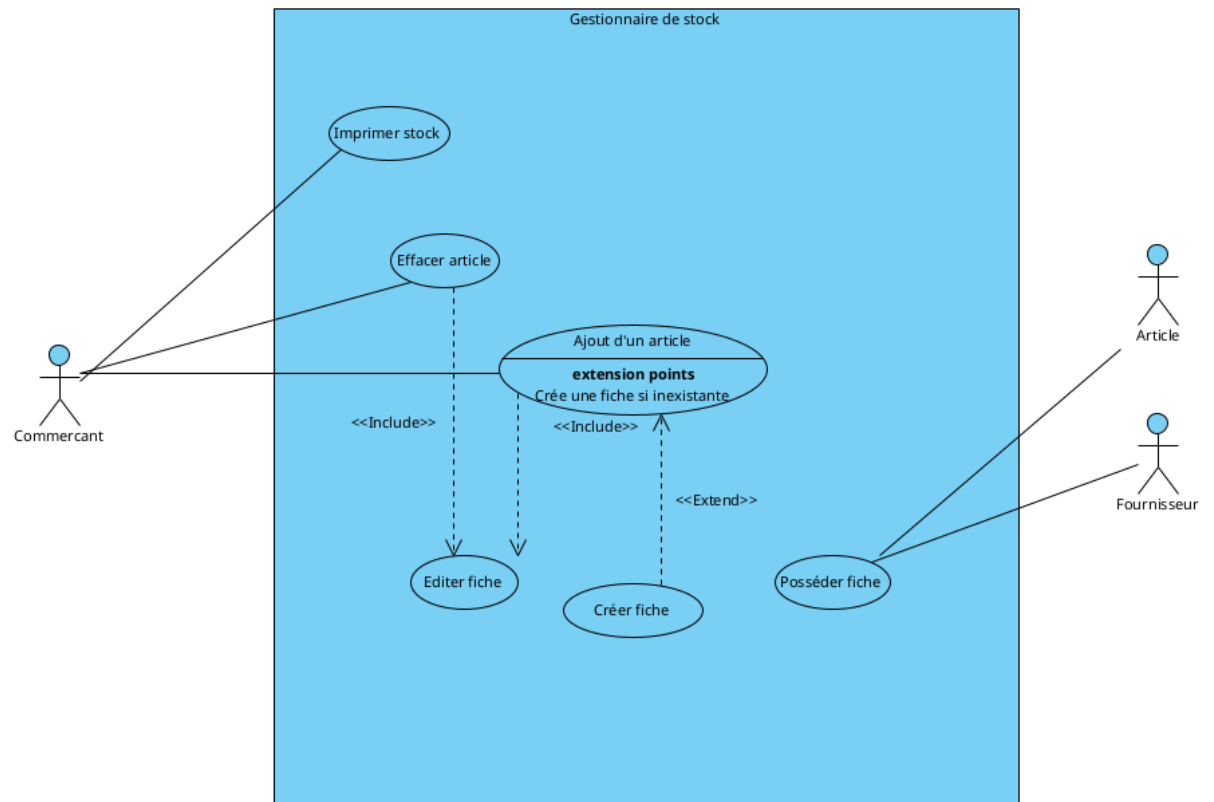 Gestionnaire de stock
Imprimer stock
Effacer article
Ajout d'un article
extension points
Crée une fiche si inexistante
Article
Commercant
<<Include>>
<<Include>>
<<Extend>>
Fournisseur
Editer fiche
Créer fiche
Posséder fiche